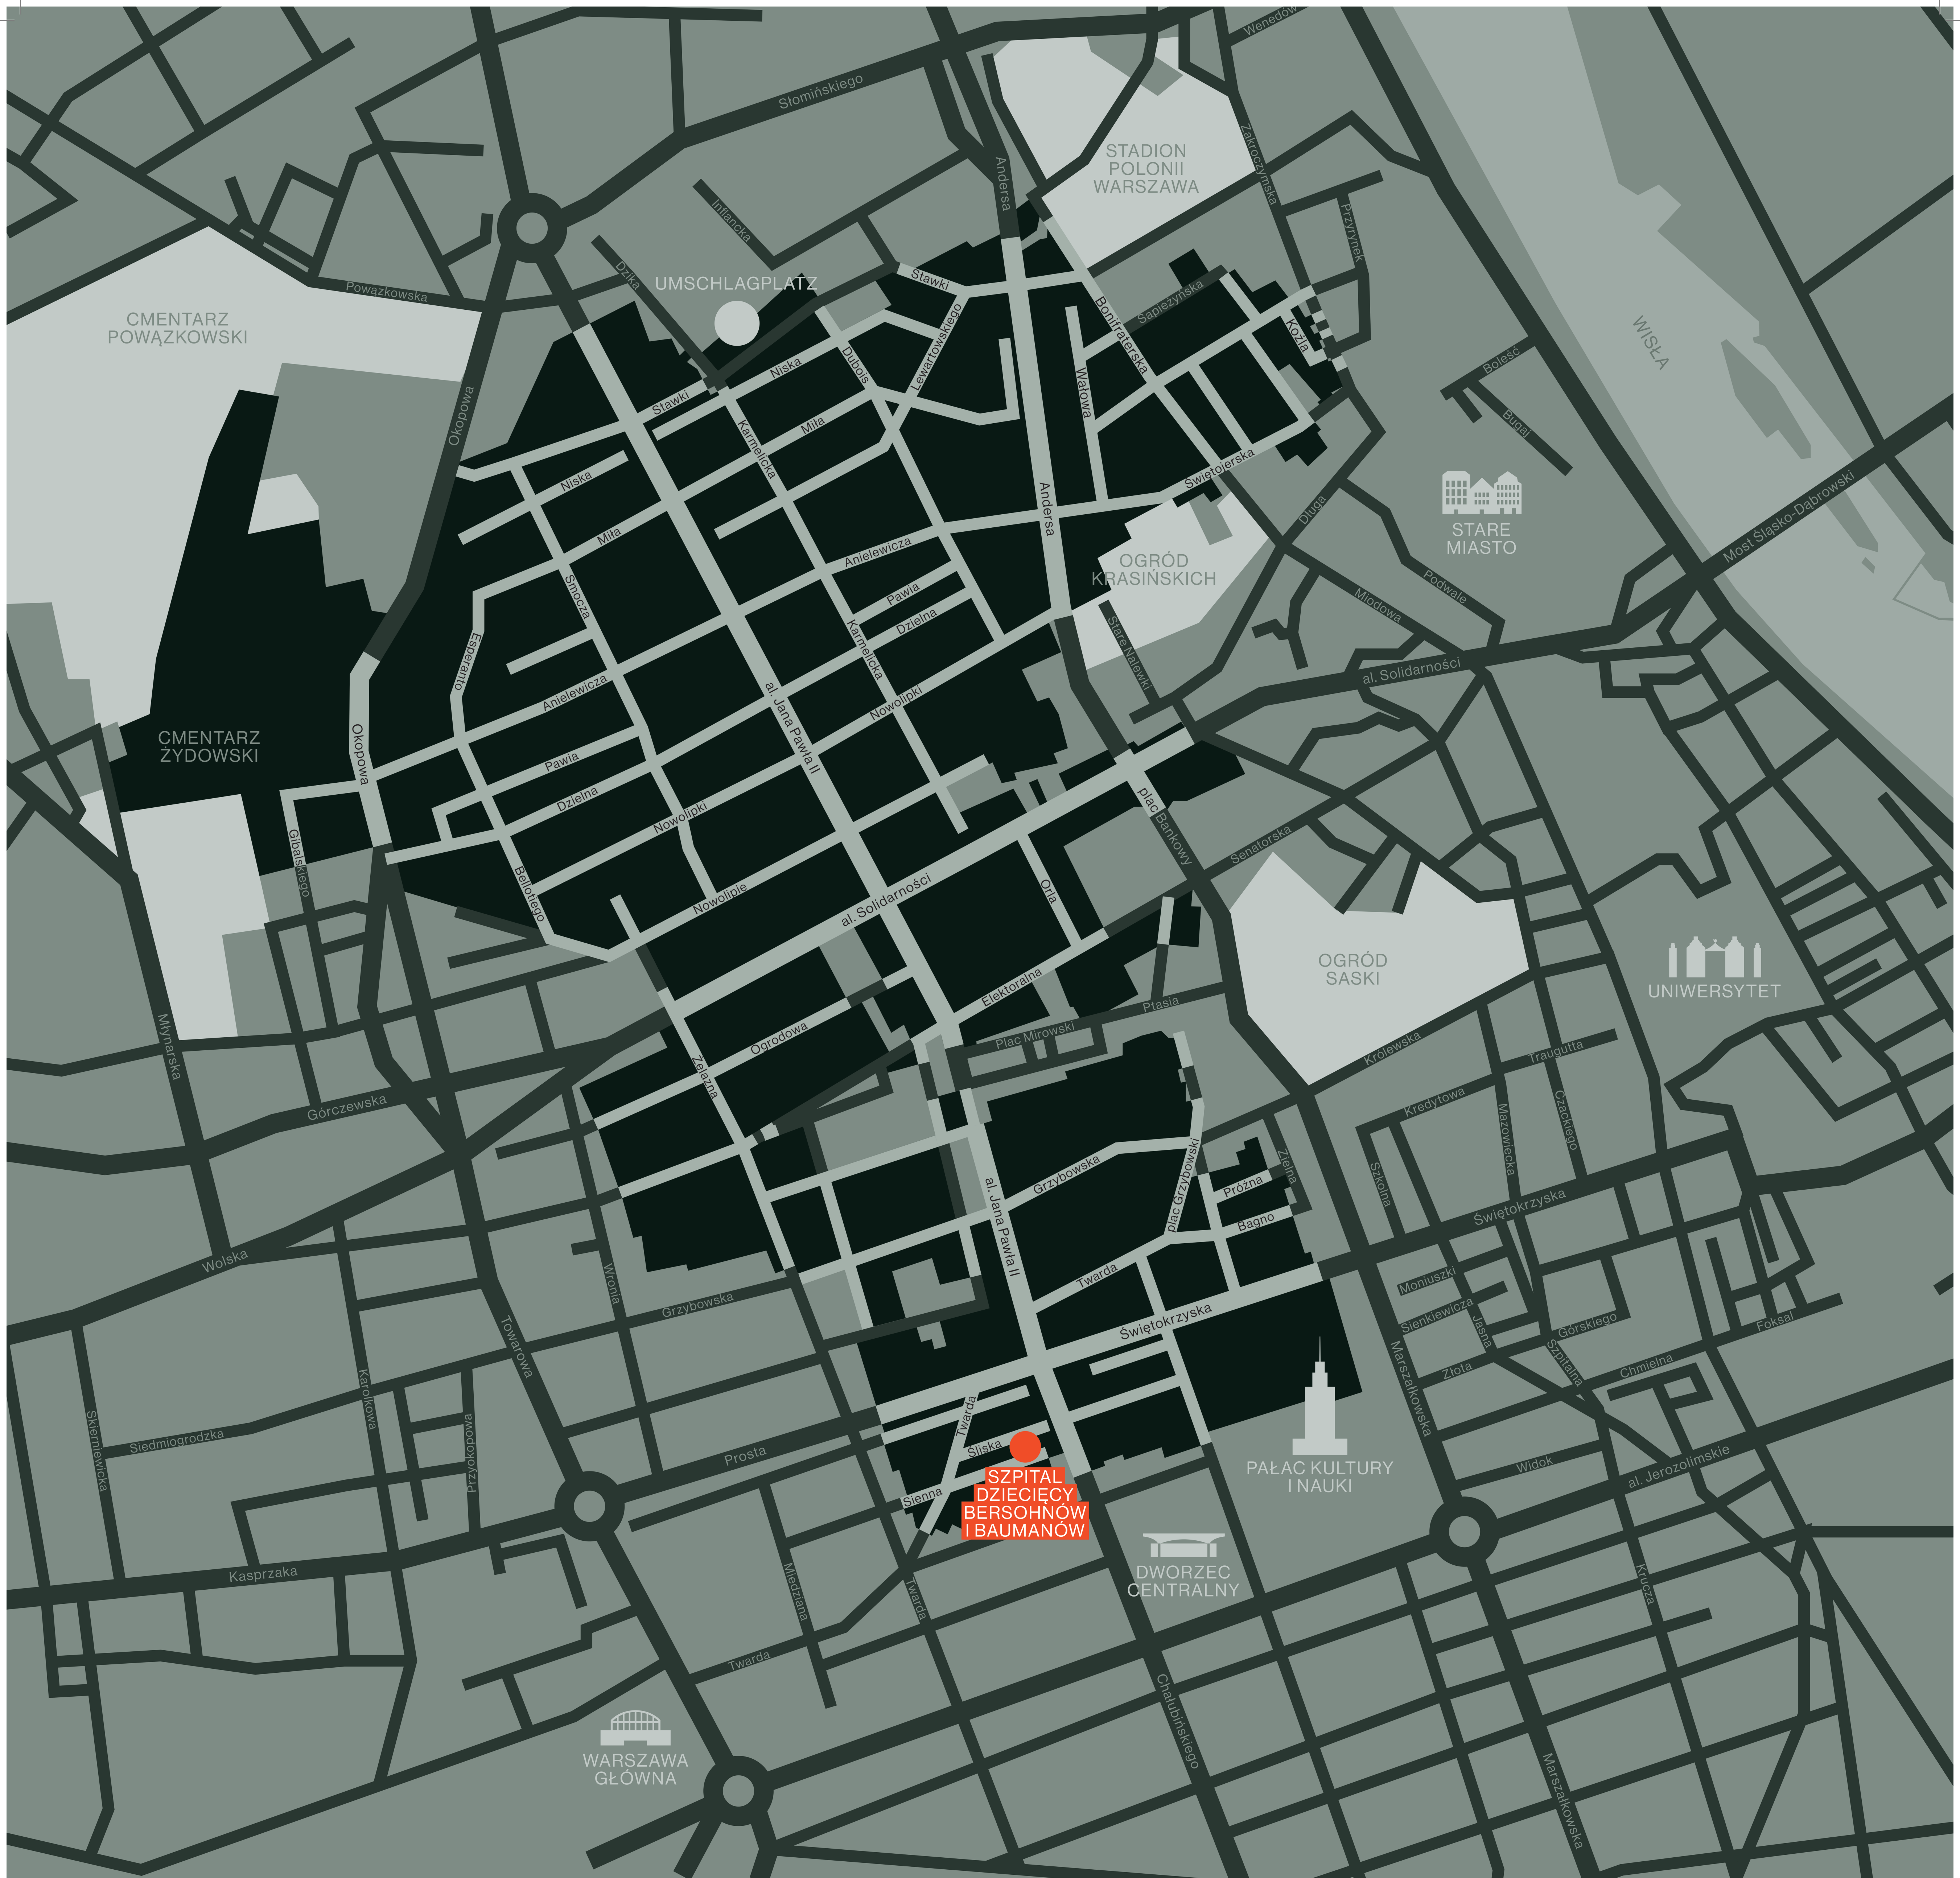 Wenedów
Słomińskiego
Zakroczymska
STADION
POLONII
WARSZAWA
Andersa
Przyrynek
Inflancka
Dzika
UMSCHLAGPLATZ
Stawki
Powązkowska
Sapieżyńska
Bonifraterska
CMENTARZ
POWĄZKOWSKI
Koźla
WISŁA
Lewartowskiego
Dubois
Niska
Boleść
Wałowa
Stawki
Okopowa
Bugaj
Miła
Karmelicka
Świętojerska
Niska
Andersa
Długa
Most Śląsko-Dąbrowski
STARE
MIASTO
Miła
Anielewicza
OGRÓD
KRASIŃSKICH
Smocza
Pawia
Podwale
Miodowa
Dzielna
Karmelicka
Stare Nalewki
Esperanto
al. Solidarności
Anielewicza
Nowolipki
al. Jana Pawła II
CMENTARZ
ŻYDOWSKI
Okopowa
Pawia
Dzielna
plac Bankowy
Nowolipki
Senatorska
Gibalskiego
Bellottiego
Nowolipie
al. Solidarności
Orla
OGRÓD
SASKI
UNIWERSYTET
Elektoralna
Ptasia
Młynarska
Ogrodowa
Plac Mirowski
Królewska
Traugutta
Żelazna
Górczewska
Kredytowa
Mazowiecka
Czackiego
Grzybowska
plac Grzybowski
Próżna
Zielna
Szkolna
Bagno
Świętokrzyska
al. Jana Pawła II
Wolska
Wronia
Twarda
Moniuszki
Grzybowska
Świętokrzyska
Sienkiewicza
Jasna
Górskiego
Foksal
Towarowa
Szpitalna
Marszałkowska
Złota
Chmielna
Karolkowa
Skierniewicka
Siedmiogrodzka
Przyokopowa
Twarda
Prosta
Śliska
Sienna
SZPITAL
DZIECIĘCY
BERSOHNÓW
I BAUMANÓW
PAŁAC KULTURY
I NAUKI
Widok
al. Jerozolimskie
Kasprzaka
Miedziana
Twarda
DWORZEC
CENTRALNY
Krucza
Twarda
Chałubińskiego
WARSZAWA
GŁÓWNA
Marszałkowska